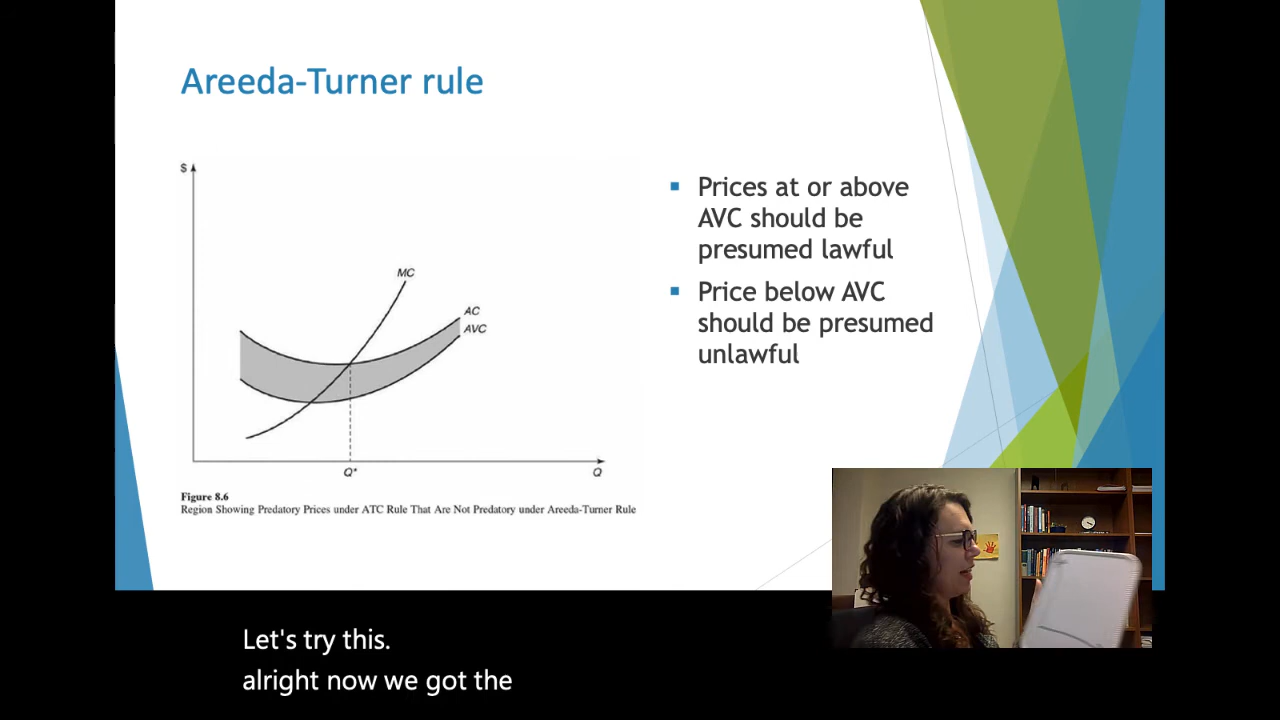 Areeda-Turner rule
$
MC
AC
AVC
Q*
Q
Figure 8.6
Region Showing Predatory Prices under ATC Rule That Are Not Predatory under Areeda-Turner Rule
Prices at or above
AVC should be
presumed lawful
Price below AVC
should be presumed
unlawful
Let's try this.
alright now we got the